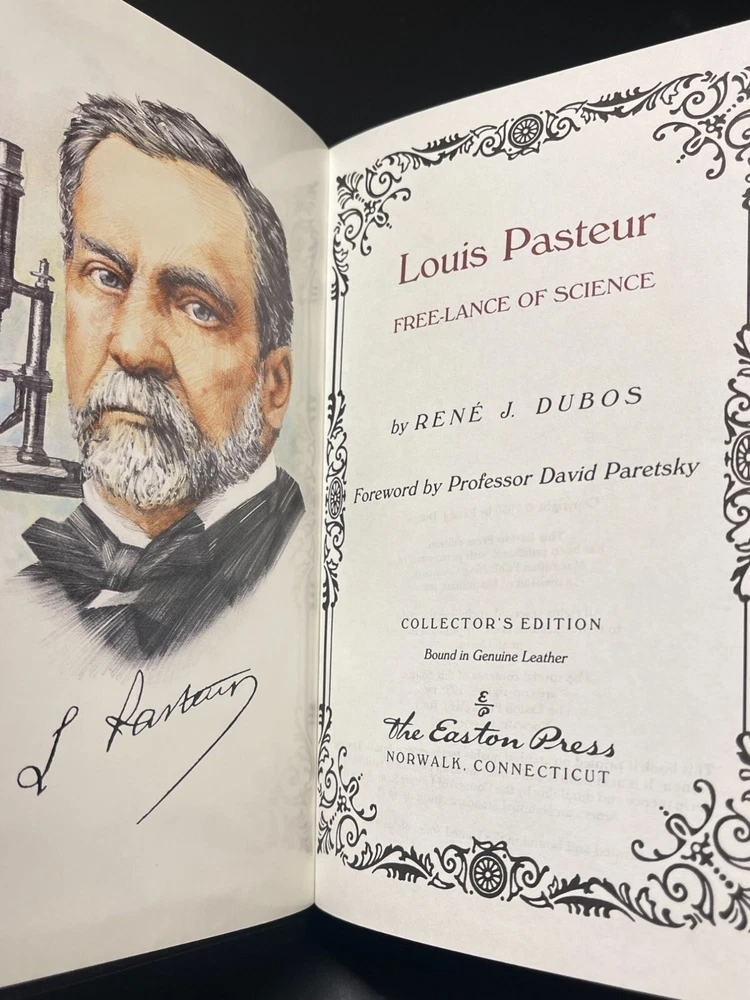 L Pasteur
Louis Pasteur
FREE-LANCE OF SCIENCE
by RENÉ J. DUBOS
Foreword by Professor David Paretsky
COLLECTOR'S EDITION
Bound in Genuine Leather
The Easton Press
NORWALK, CONNECTICUT